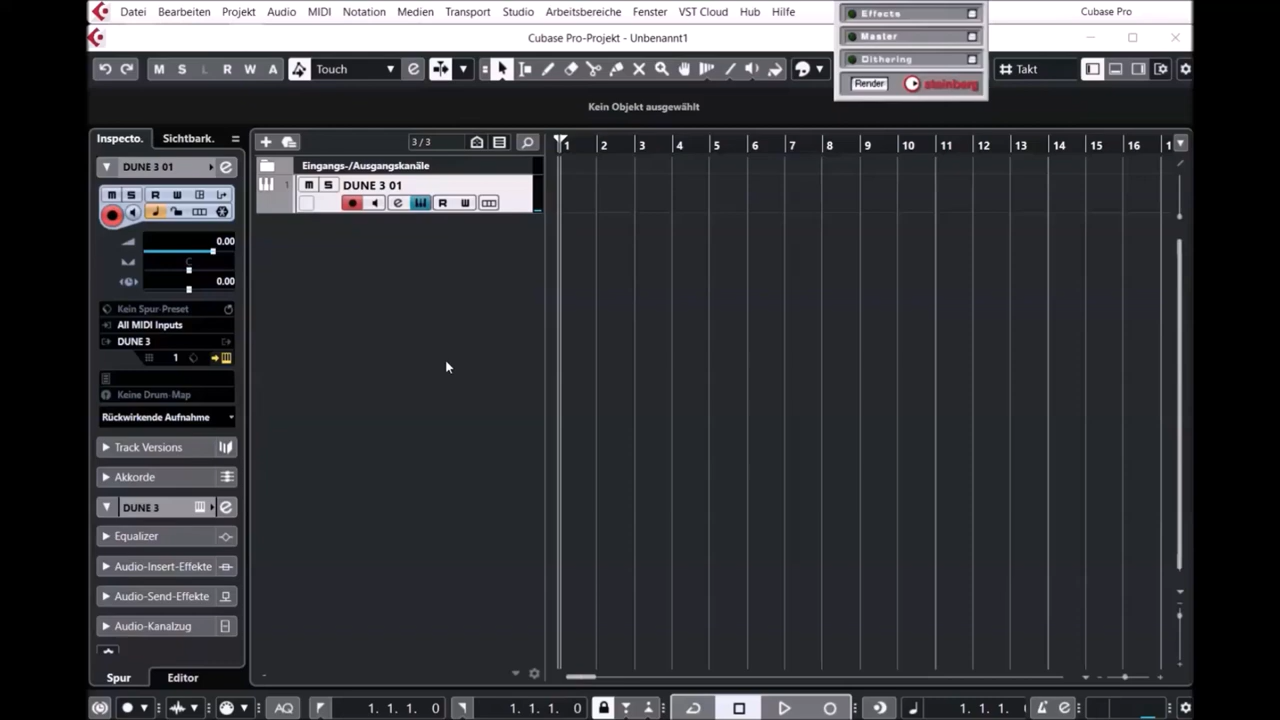 Datei Bearbeiten Projekt Audio MIDI Notation Medien Transport Studio Arbeitsbereiche Fenster VST Cloud Hub Hilfe Effects Cubase Pro
Cubase Pro-Projekt - Unbenannt1 Master
Dithering
M S L R W A Touch Takt
Render steinberg
Kein Objekt ausgewählt
Inspecto. Sichtbark. 3 / 3 1 2 3 4 5 6 7 8 9 10 11 12 13 14 15 16 1
DUNE 3 01 Eingangs-/Ausgangskanäle
1 M S DUNE 3 01
M S R W
R W
0.00
C
0.00
Kein Spur-Preset
All MIDI Inputs
DUNE 3
1
Keine Drum-Map
Rückwirkende Aufnahme
Track Versions
Akkorde
DUNE 3
Equalizer
Audio-Insert-Effekte
Audio-Send-Effekte
Audio-Kanalzug
Spur Editor
AQ 1. 1. 1. 0 1. 1. 1. 0 1. 1. 1.